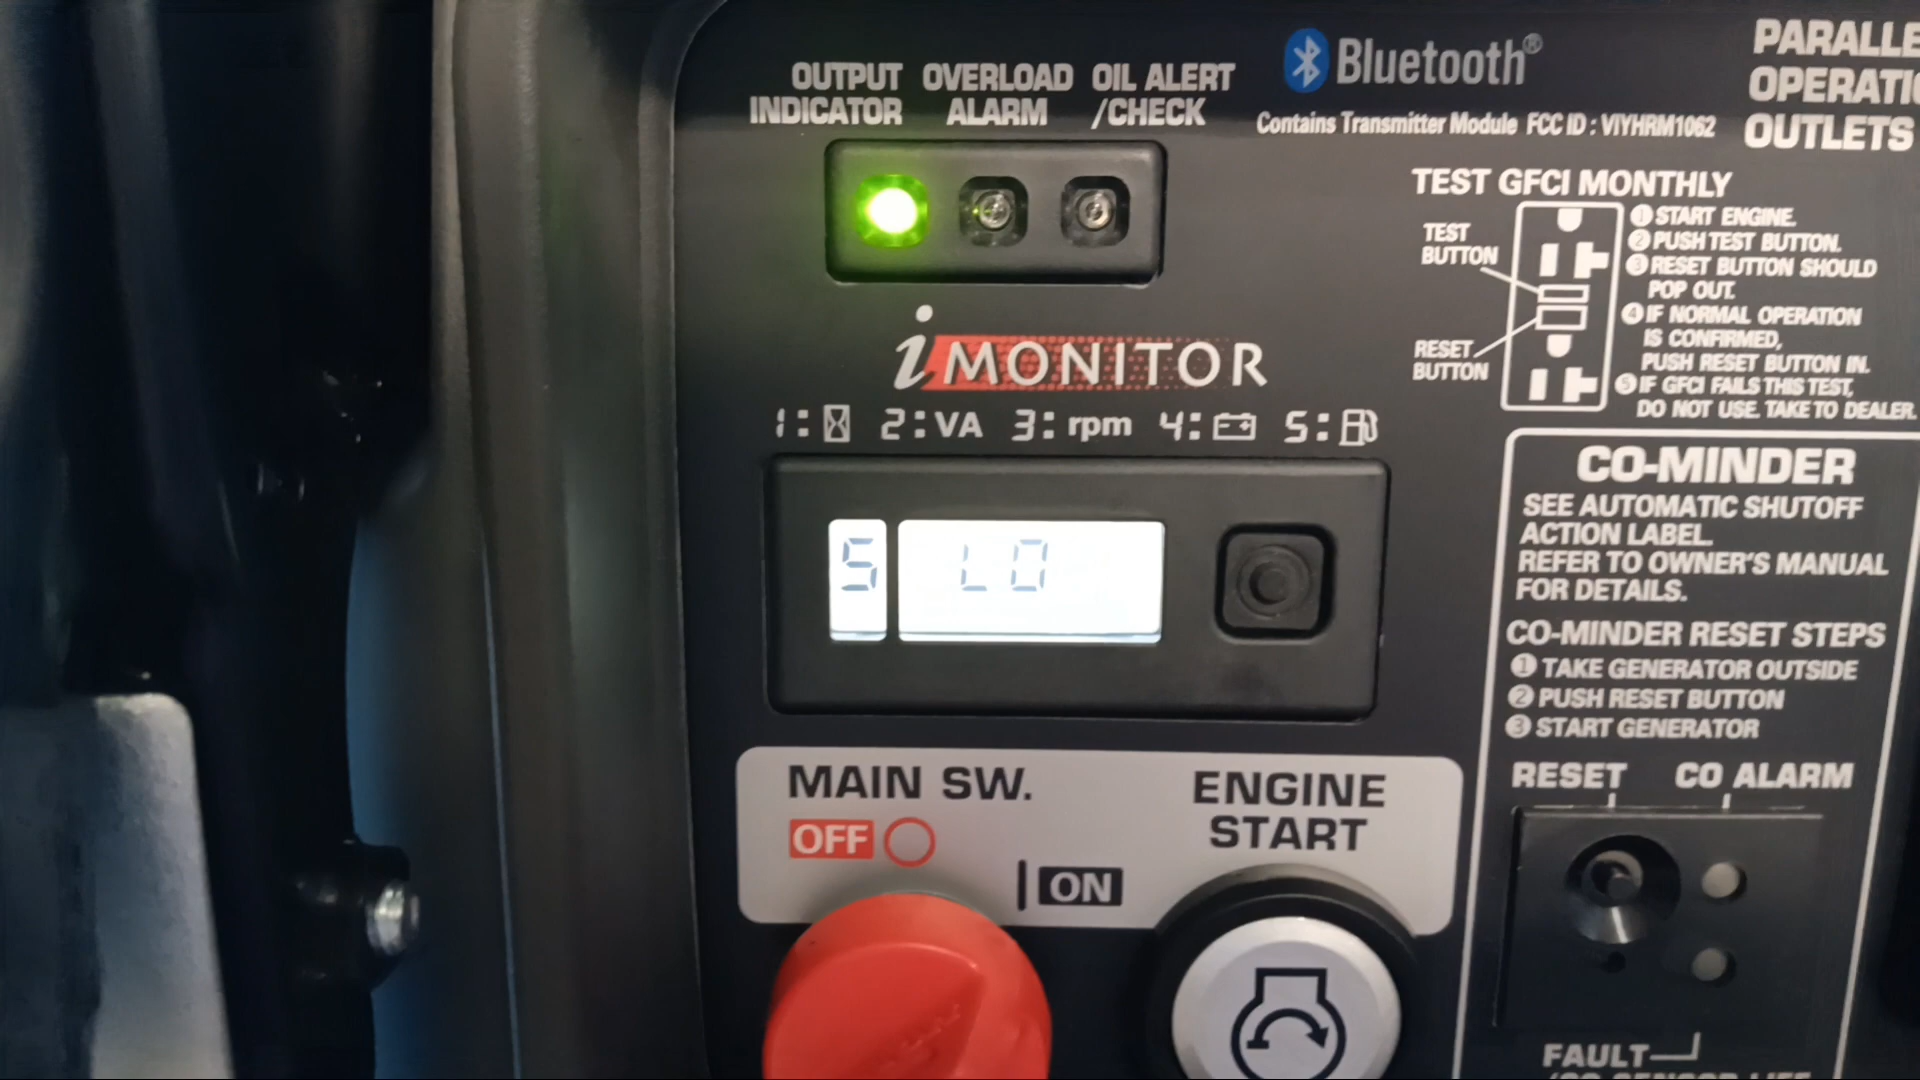 OUTPUT INDICATOR
OVERLOAD ALARM
OIL ALERT /CHECK
Bluetooth®
Contains Transmitter Module FCC ID : VIYHRM1062
OPERATI
OUTLETS
TEST GFCI MONTHLY
TEST BUTTON
RESET BUTTON
1 START ENGINE.
2 PUSH TEST BUTTON.
3 RESET BUTTON SHOULD
POP OUT.
4 IF NORMAL OPERATION
IS CONFIRMED,
PUSH RESET BUTTON IN.
5 IF GFCI FAILS THIS TEST,
DO NOT USE. TAKE TO DEALER.
i MONITOR
1: 2:VA 3:rpm 4: 5:
5 LO
CO-MINDER
SEE AUTOMATIC SHUTOFF
ACTION LABEL.
REFER TO OWNER'S MANUAL
FOR DETAILS.
CO-MINDER RESET STEPS
1 TAKE GENERATOR OUTSIDE
2 PUSH RESET BUTTON
3 START GENERATOR
RESET CO ALARM
MAIN SW.
OFF
ON
ENGINE
START
FAULT